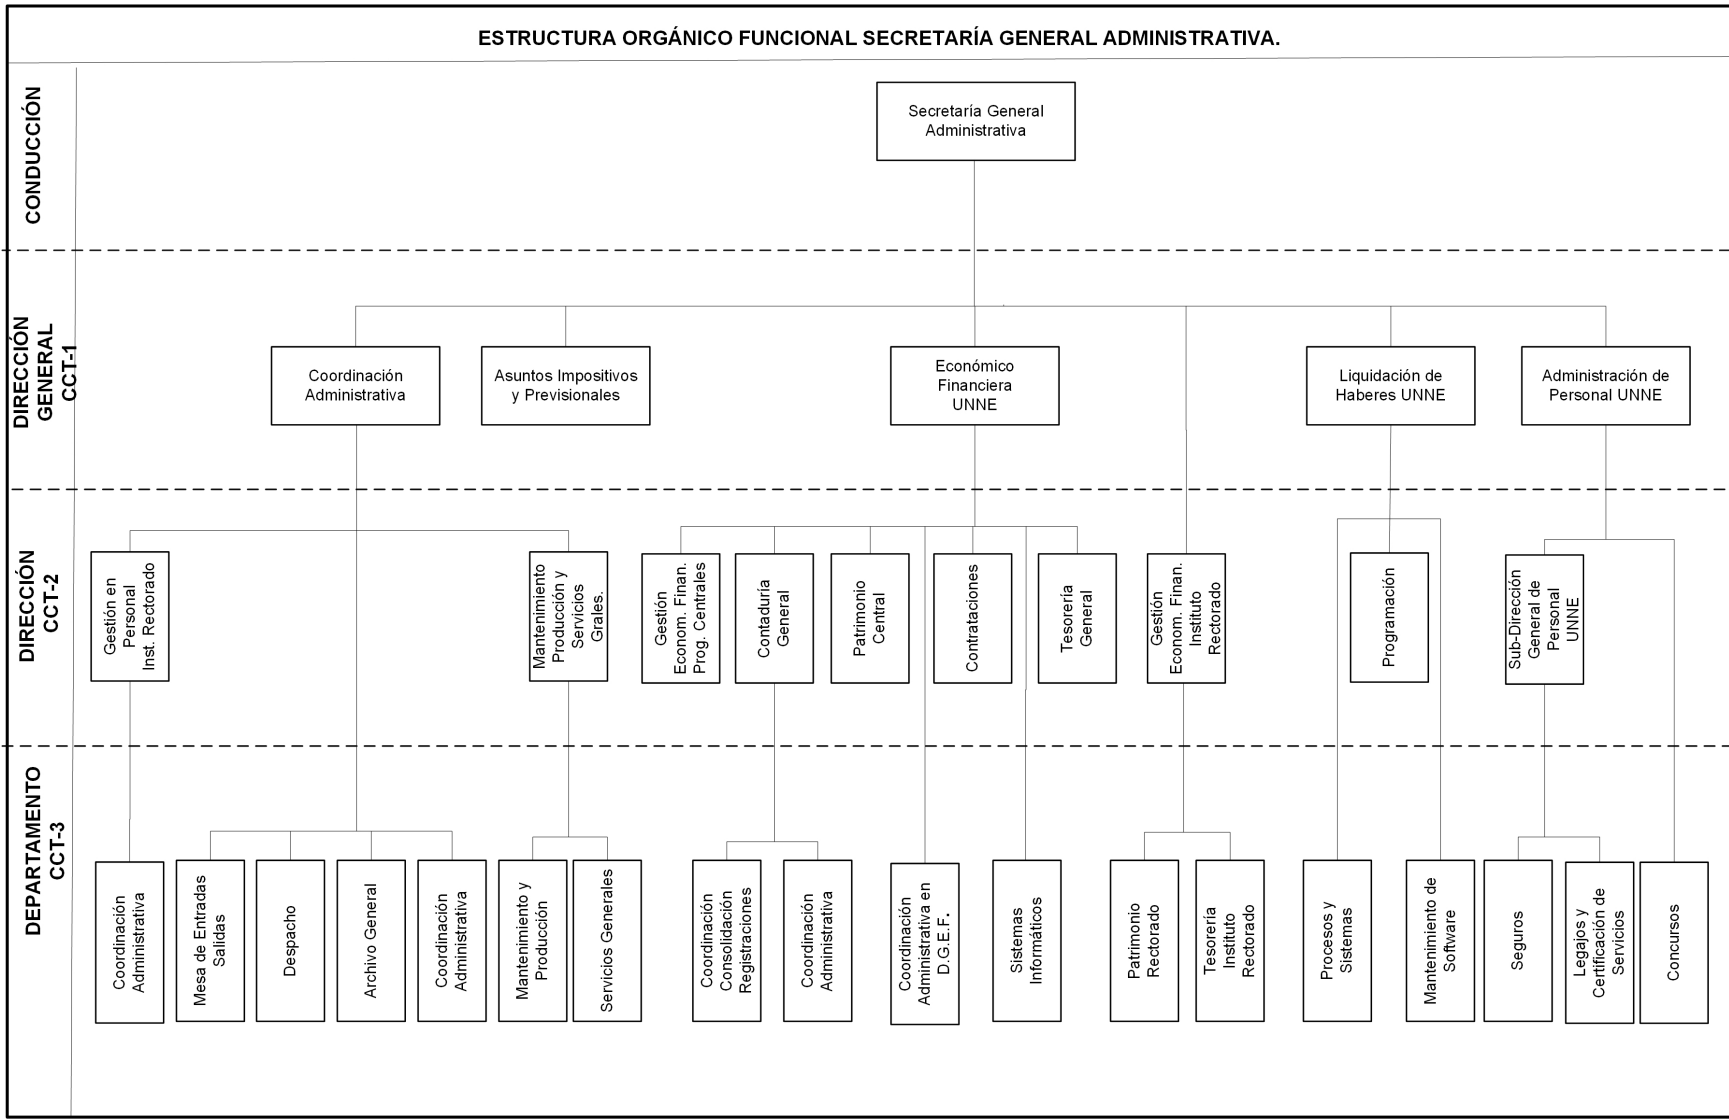 ESTRUCTURA ORGÁNICO FUNCIONAL SECRETARÍA GENERAL ADMINISTRATIVA.
CONDUCCIÓN
Secretaría General
Administrativa
DIRECCIÓN
GENERAL
CCT-1
Coordinación
Administrativa
Asuntos Impositivos
y Previsionales
Económico
Financiera
UNNE
Liquidación de
Haberes UNNE
Administración de
Personal UNNE
DIRECCIÓN
CCT-2
Gestión en
Personal
Inst. Rectorado
Mantenimiento
Producción y
Servicios
Grales.
Gestión
Econom. Finan.
Prog. Centrales
Contaduría
General
Patrimonio
Central
Contrataciones
Tesorería
General
Gestión
Econom. Finan.
Instituto
Rectorado
Programación
Sub-Dirección
General de
Personal
UNNE
DEPARTAMENTO
CCT-3
Coordinación
Administrativa
Mesa de Entradas
Salidas
Despacho
Archivo General
Coordinación
Administrativa
Mantenimiento y
Producción
Servicios Generales
Coordinación
Consolidación
Registraciones
Coordinación
Administrativa
Coordinación
Administrativa en
D.G.E.F.
Sistemas
Informáticos
Patrimonio
Rectorado
Tesorería
Instituto
Rectorado
Procesos y
Sistemas
Mantenimiento de
Software
Seguros
Legajos y
Certificación de
Servicios
Concursos